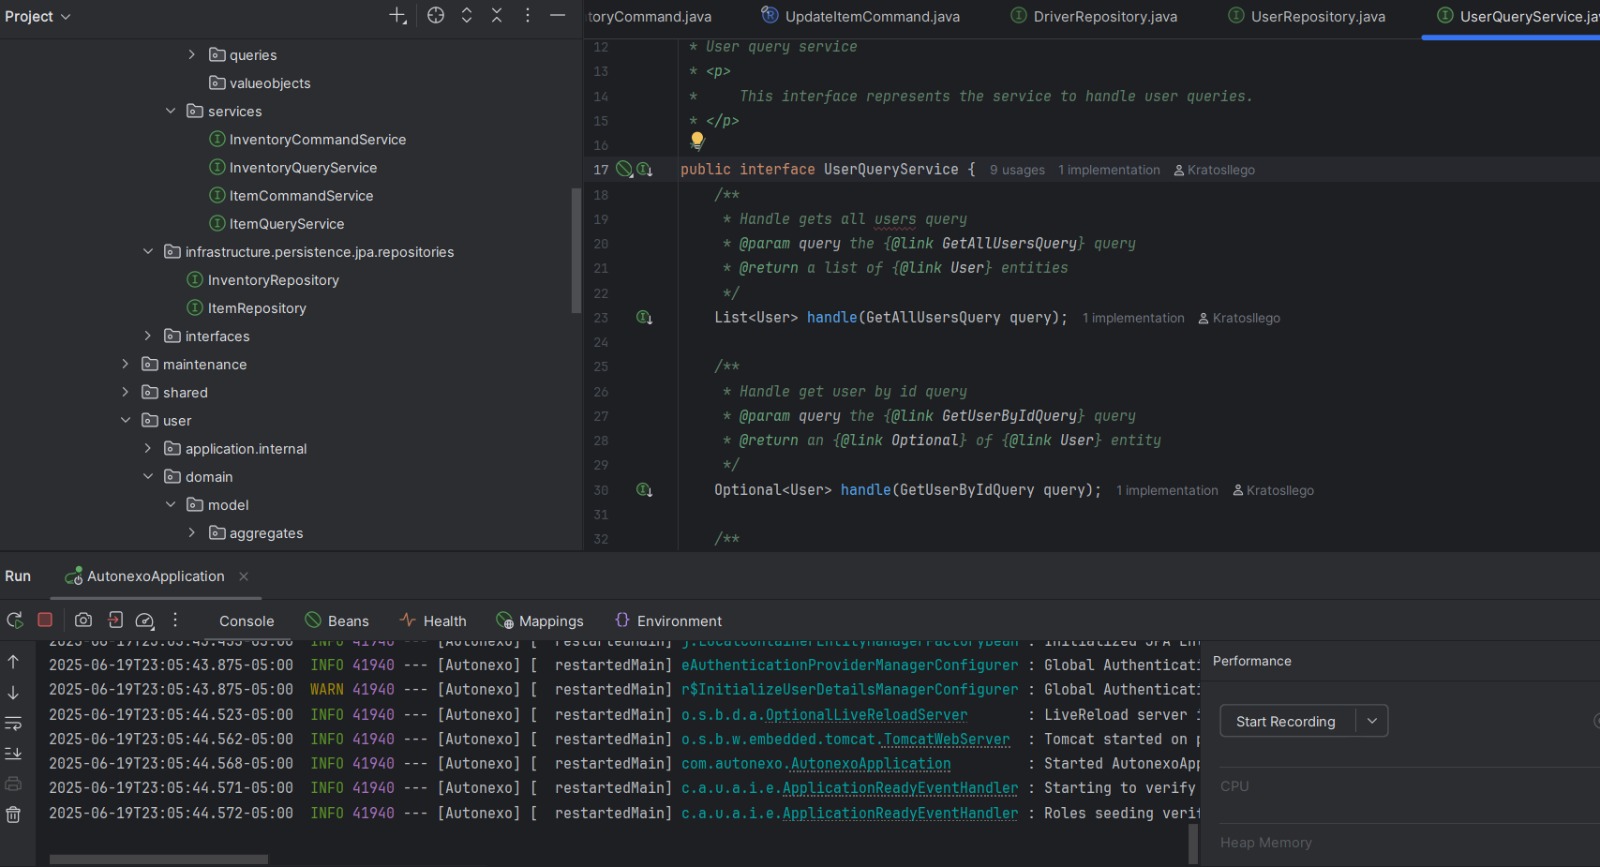 Project
queries
valueobjects
services
InventoryCommandService
InventoryQueryService
ItemCommandService
ItemQueryService
infrastructure.persistence.jpa.repositories
InventoryRepository
ItemRepository
interfaces
maintenance
shared
user
application.internal
domain
model
aggregates
toryCommand.java UpdateItemCommand.java DriverRepository.java UserRepository.java UserQueryService.jav
12 * User query service
13 * <p>
14 * This interface represents the service to handle user queries.
15 * </p>
16
17 public interface UserQueryService { 9 usages 1 implementation Kratosllego
18 /**
19 * Handle gets all users query
20 * @param query the {@link GetAllUsersQuery} query
21 * @return a list of {@link User} entities
22 */
23 List<User> handle(GetAllUsersQuery query); 1 implementation Kratosllego
24
25 /**
26 * Handle get user by id query
27 * @param query the {@link GetUserByIdQuery} query
28 * @return an {@link Optional} of {@link User} entity
29 */
30 Optional<User> handle(GetUserByIdQuery query); 1 implementation Kratosllego
31
32 /**
Run AutonexoApplication
Console Beans Health Mappings Environment
INFO 41940 --- [Autonexo] [ restartedMain] j.LocalContainerEntityManagerFactoryBean : Initialized JPA Ent
2025-06-19T23:05:43.875-05:00 INFO 41940 --- [Autonexo] [ restartedMain] eAuthenticationProviderManagerConfigurer : Global Authenticati
2025-06-19T23:05:43.875-05:00 WARN 41940 --- [Autonexo] [ restartedMain] r$InitializeUserDetailsManagerConfigurer : Global Authenticati
2025-06-19T23:05:44.523-05:00 INFO 41940 --- [Autonexo] [ restartedMain] o.s.b.d.a.OptionalLiveReloadServer : LiveReload server i
2025-06-19T23:05:44.562-05:00 INFO 41940 --- [Autonexo] [ restartedMain] o.s.b.w.embedded.tomcat.TomcatWebServer : Tomcat started on p
2025-06-19T23:05:44.568-05:00 INFO 41940 --- [Autonexo] [ restartedMain] com.autonexo.AutonexoApplication : Started AutonexoApp
2025-06-19T23:05:44.571-05:00 INFO 41940 --- [Autonexo] [ restartedMain] c.a.u.a.i.e.ApplicationReadyEventHandler : Starting to verify
2025-06-19T23:05:44.572-05:00 INFO 41940 --- [Autonexo] [ restartedMain] c.a.u.a.i.e.ApplicationReadyEventHandler : Roles seeding verif
Performance
Start Recording
CPU
Heap Memory